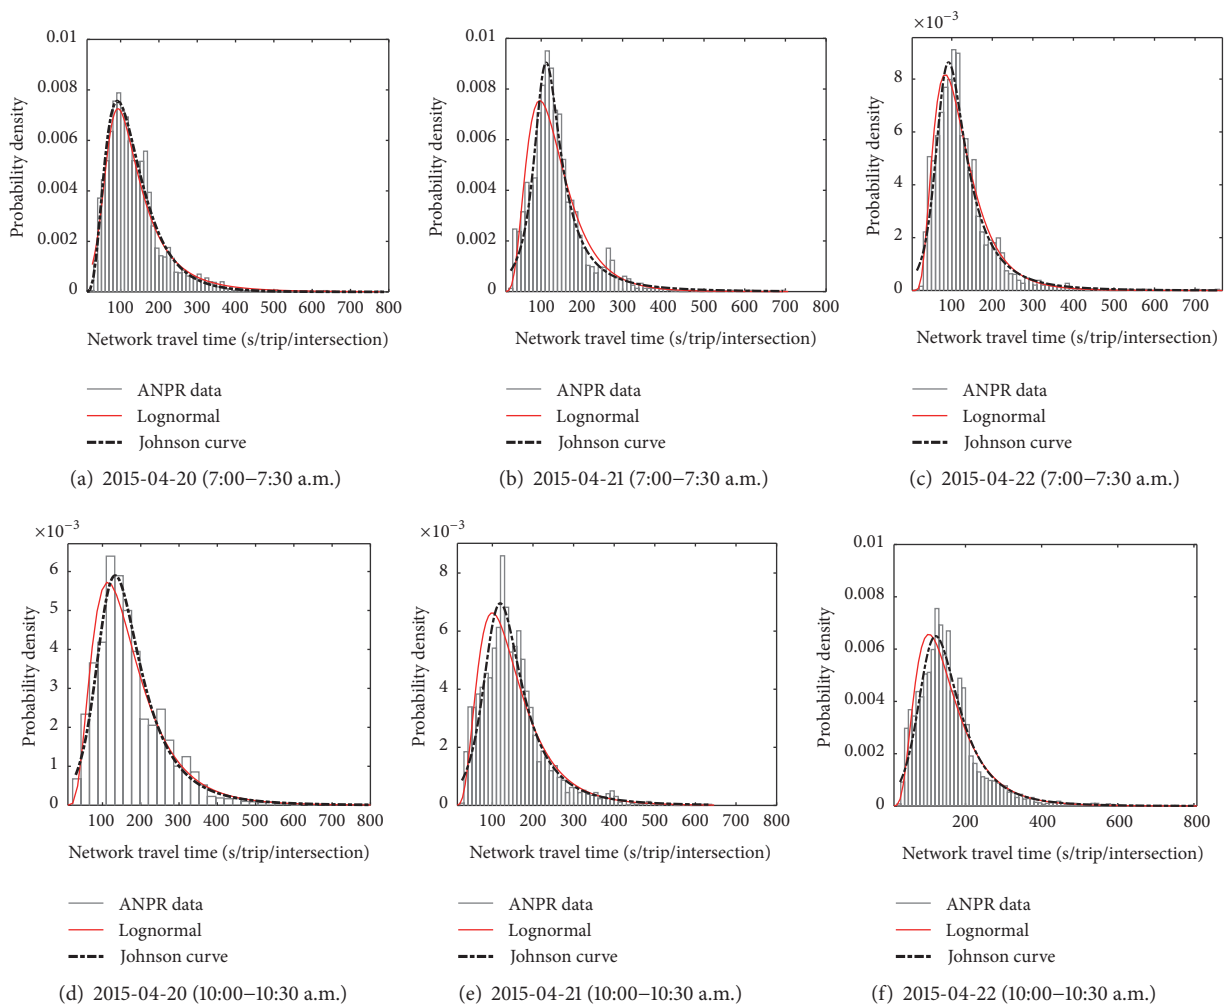 0.01
0.008
0.006
0.004
0.002
0
Probability density
100 200 300 400 500 600 700 800
Network travel time (s/trip/intersection)
ANPR data
Lognormal
Johnson curve
(a) 2015-04-20 (7:00−7:30 a.m.)
0.01
0.008
0.006
0.004
0.002
0
Probability density
100 200 300 400 500 600 700 800
Network travel time (s/trip/intersection)
ANPR data
Lognormal
Johnson curve
(b) 2015-04-21 (7:00−7:30 a.m.)
×10⁻³
8
6
4
2
0
Probability density
100 200 300 400 500 600 700
Network travel time (s/trip/intersection)
ANPR data
Lognormal
Johnson curve
(c) 2015-04-22 (7:00−7:30 a.m.)
×10⁻³
6
5
4
3
2
1
0
Probability density
100 200 300 400 500 600 700 800
Network travel time (s/trip/intersection)
ANPR data
Lognormal
Johnson curve
(d) 2015-04-20 (10:00−10:30 a.m.)
×10⁻³
8
6
4
2
0
Probability density
100 200 300 400 500 600 700 800
Network travel time (s/trip/intersection)
ANPR data
Lognormal
Johnson curve
(e) 2015-04-21 (10:00−10:30 a.m.)
0.01
0.008
0.006
0.004
0.002
0
Probability density
200 400 600 800
Network travel time (s/trip/intersection)
ANPR data
Lognormal
Johnson curve
(f) 2015-04-22 (10:00−10:30 a.m.)